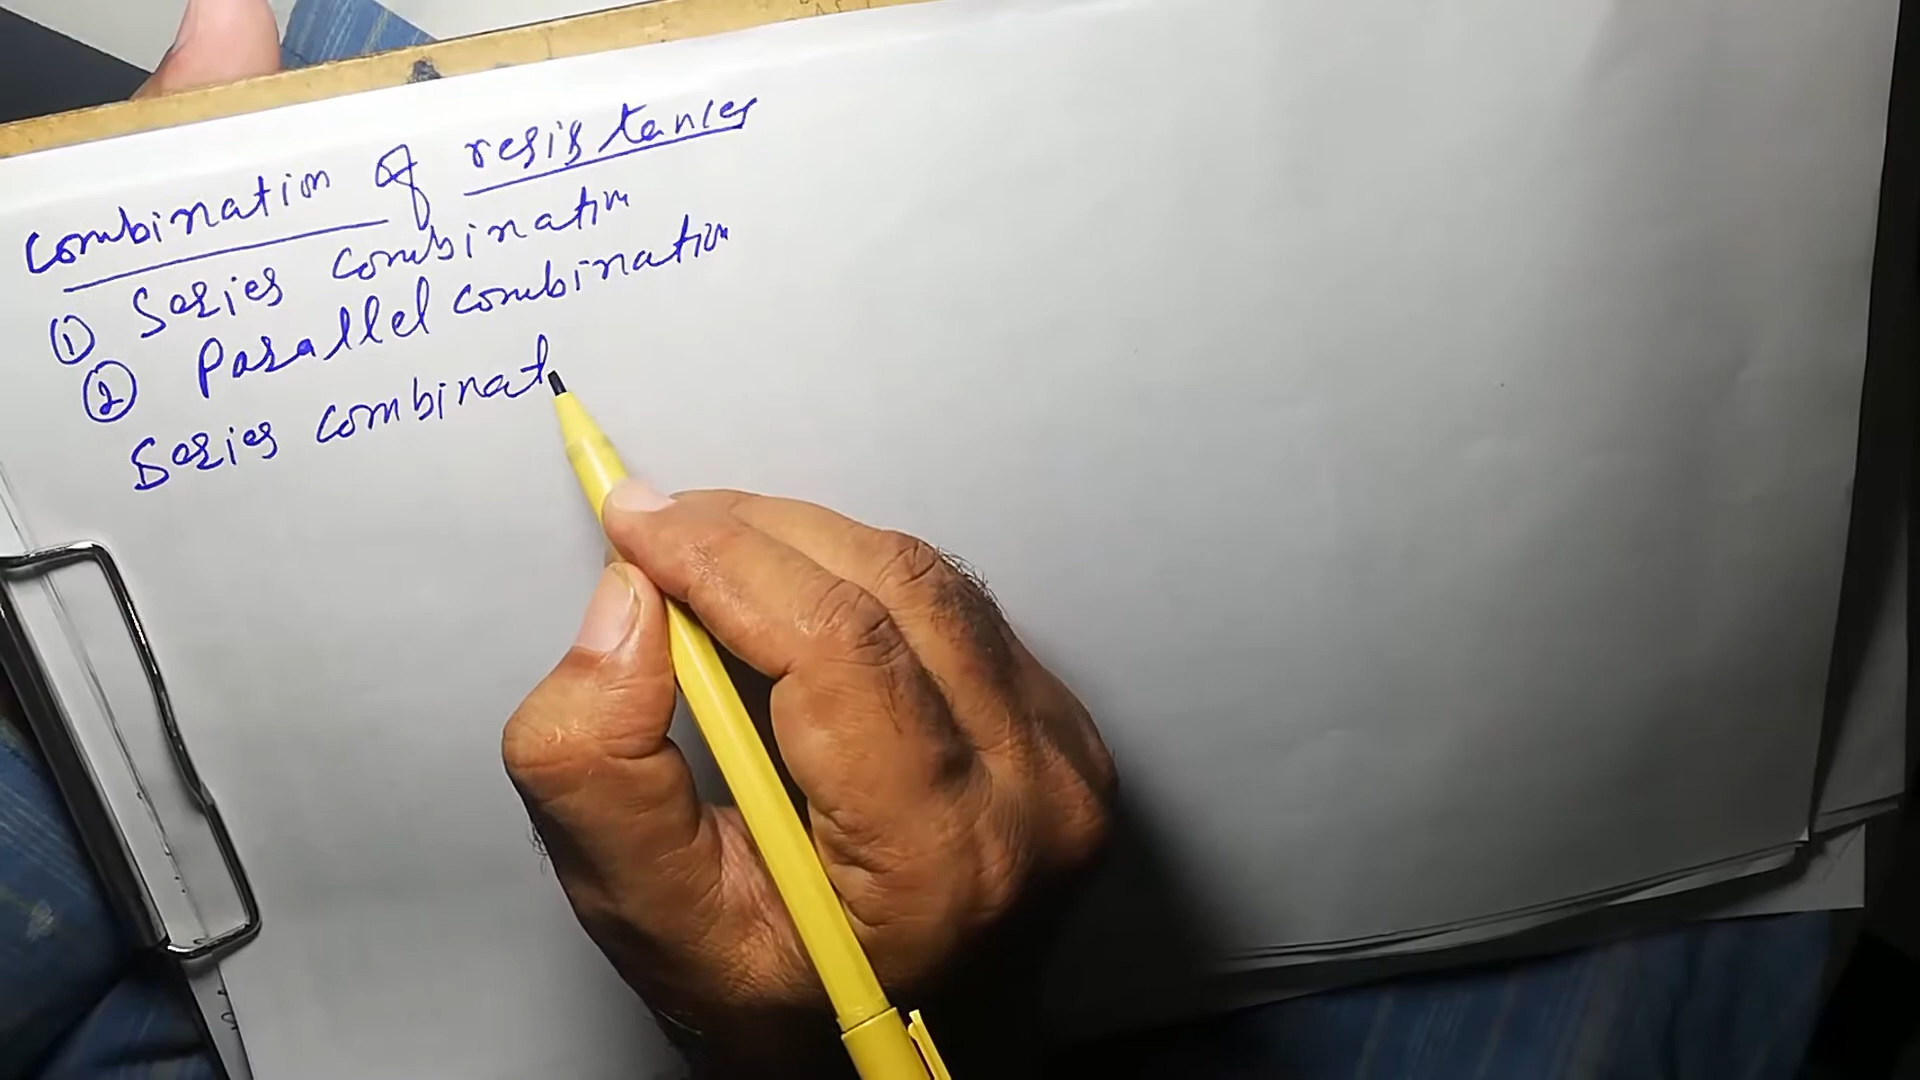 Combination of resistances
① Series combination
② Parallel combination
Series combinat